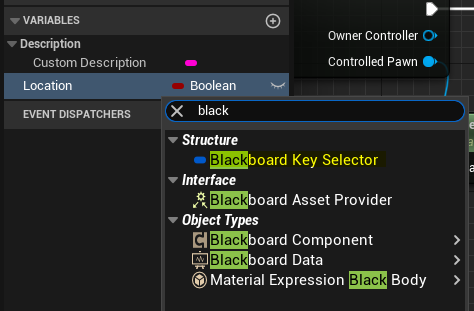 VARIABLES
Description
Custom Description
Location Boolean
EVENT DISPATCHERS
Owner Controller
Controlled Pawn
black
Structure
Blackboard Key Selector
Interface
Blackboard Asset Provider
Object Types
Blackboard Component
Blackboard Data
Material Expression Black Body